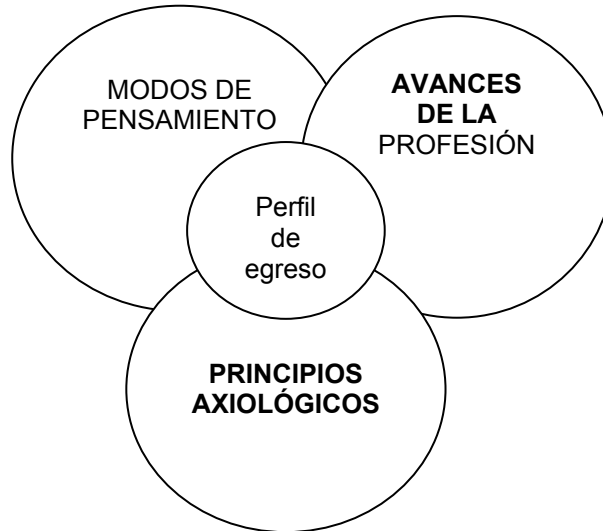 MODOS DE
PENSAMIENTO
AVANCES
DE LA
PROFESIÓN
Perfil
de
egreso
PRINCIPIOS
AXIOLÓGICOS